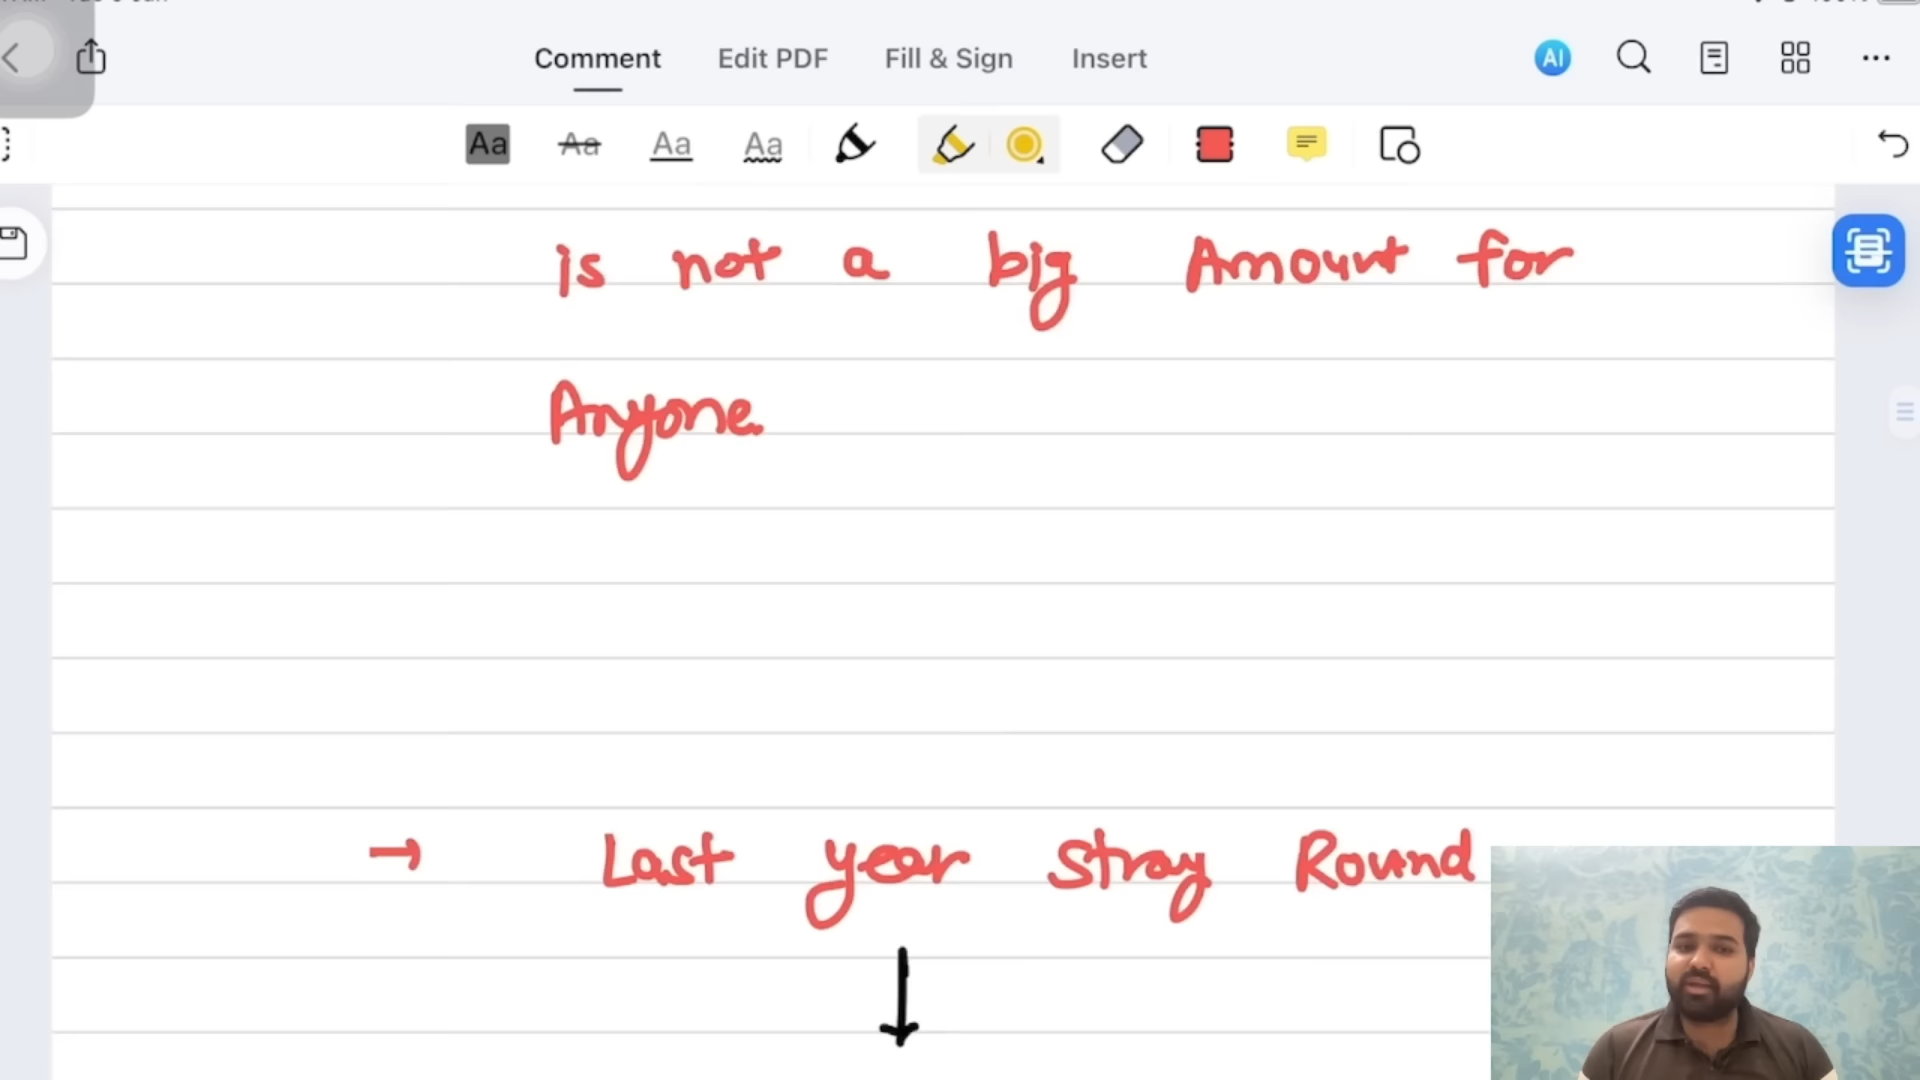 Comment Edit PDF Fill & Sign Insert AI
Aa Aa Aa Aa
is not a big Amount for
Anyone.
→ Last year stray Round